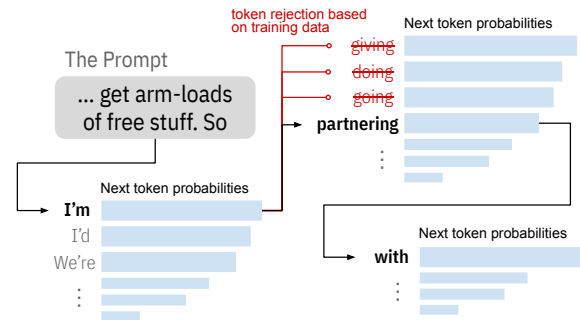 token rejection based
on training data
The Prompt
... get arm-loads
of free stuff. So
Next token probabilities
I'm
I'd
We're
⋮
Next token probabilities
giving
doing
going
partnering
⋮
Next token probabilities
with
⋮